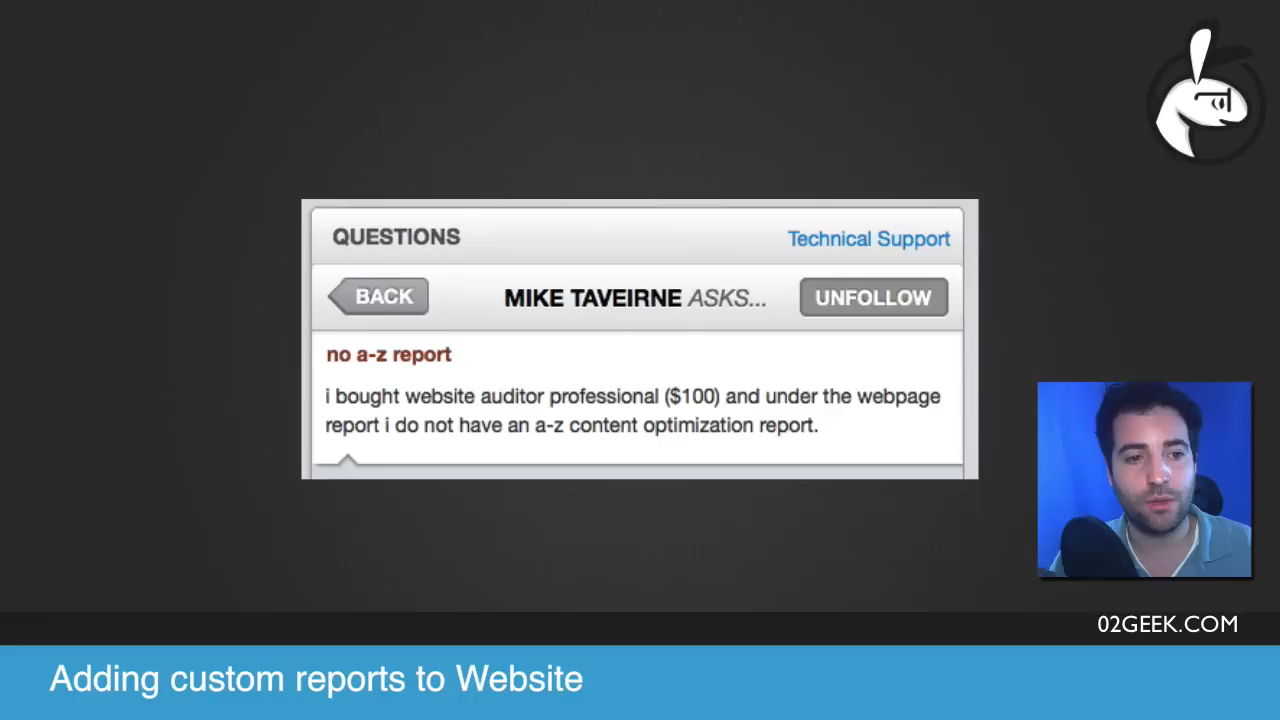 QUESTIONS
Technical Support
BACK
MIKE TAVEIRNE ASKS...
UNFOLLOW
no a-z report
i bought website auditor professional ($100) and under the webpage
report i do not have an a-z content optimization report.
02GEEK.COM
Adding custom reports to Website